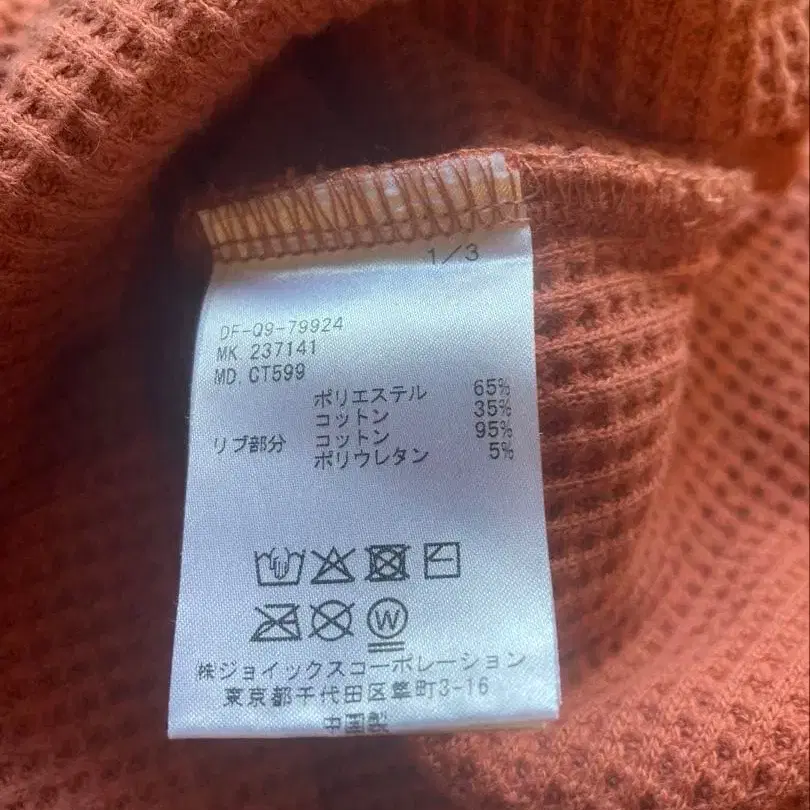 1/3
DF-Q9-79924
MK. 237141
MD. CT599
ポリエステル 65%
コットン 35%
リブ部分 コットン 95%
ポリウレタン 5%
W
㈱ジョイックスコーポレーション
東京都千代田区隼町3-16
中国製